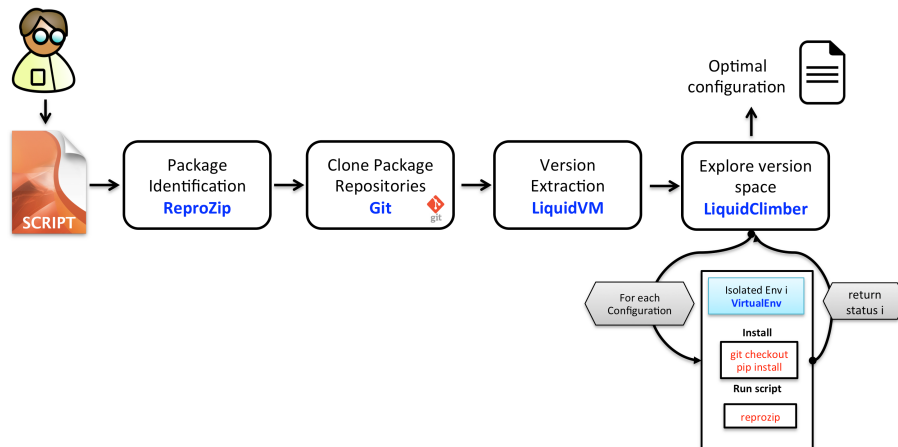 Optimal
configuration
SCRIPT
Package
Identification
ReproZip
Clone Package
Repositories
Git
git
Version
Extraction
LiquidVM
Explore version
space
LiquidClimber
For each
Configuration
Isolated Env i
VirtualEnv
return
status i
Install
git checkout
pip install
Run script
reprozip